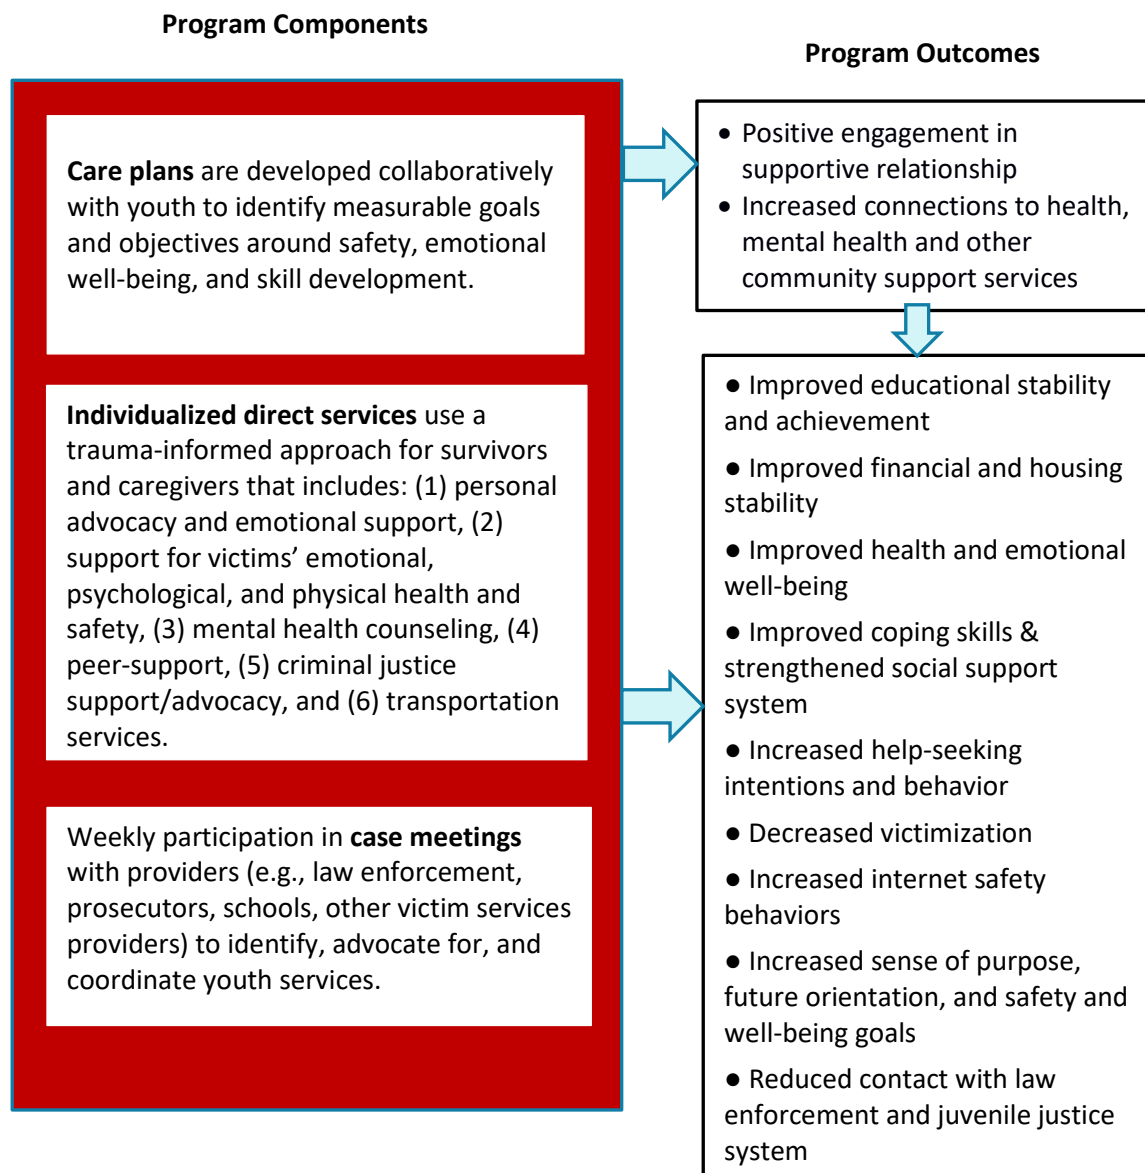 Program Components
Care plans are developed collaboratively
with youth to identify measurable goals
and objectives around safety, emotional
well-being, and skill development.
Individualized direct services use a
trauma-informed approach for survivors
and caregivers that includes: (1) personal
advocacy and emotional support, (2)
support for victims’ emotional,
psychological, and physical health and
safety, (3) mental health counseling, (4)
peer-support, (5) criminal justice
support/advocacy, and (6) transportation
services.
Weekly participation in case meetings
with providers (e.g., law enforcement,
prosecutors, schools, other victim services
providers) to identify, advocate for, and
coordinate youth services.
Program Outcomes
• Positive engagement in
supportive relationship
• Increased connections to health,
mental health and other
community support services
● Improved educational stability
and achievement
● Improved financial and housing
stability
● Improved health and emotional
well-being
● Improved coping skills &
strengthened social support
system
● Increased help-seeking
intentions and behavior
● Decreased victimization
● Increased internet safety
behaviors
● Increased sense of purpose,
future orientation, and safety and
well-being goals
● Reduced contact with law
enforcement and juvenile justice
system